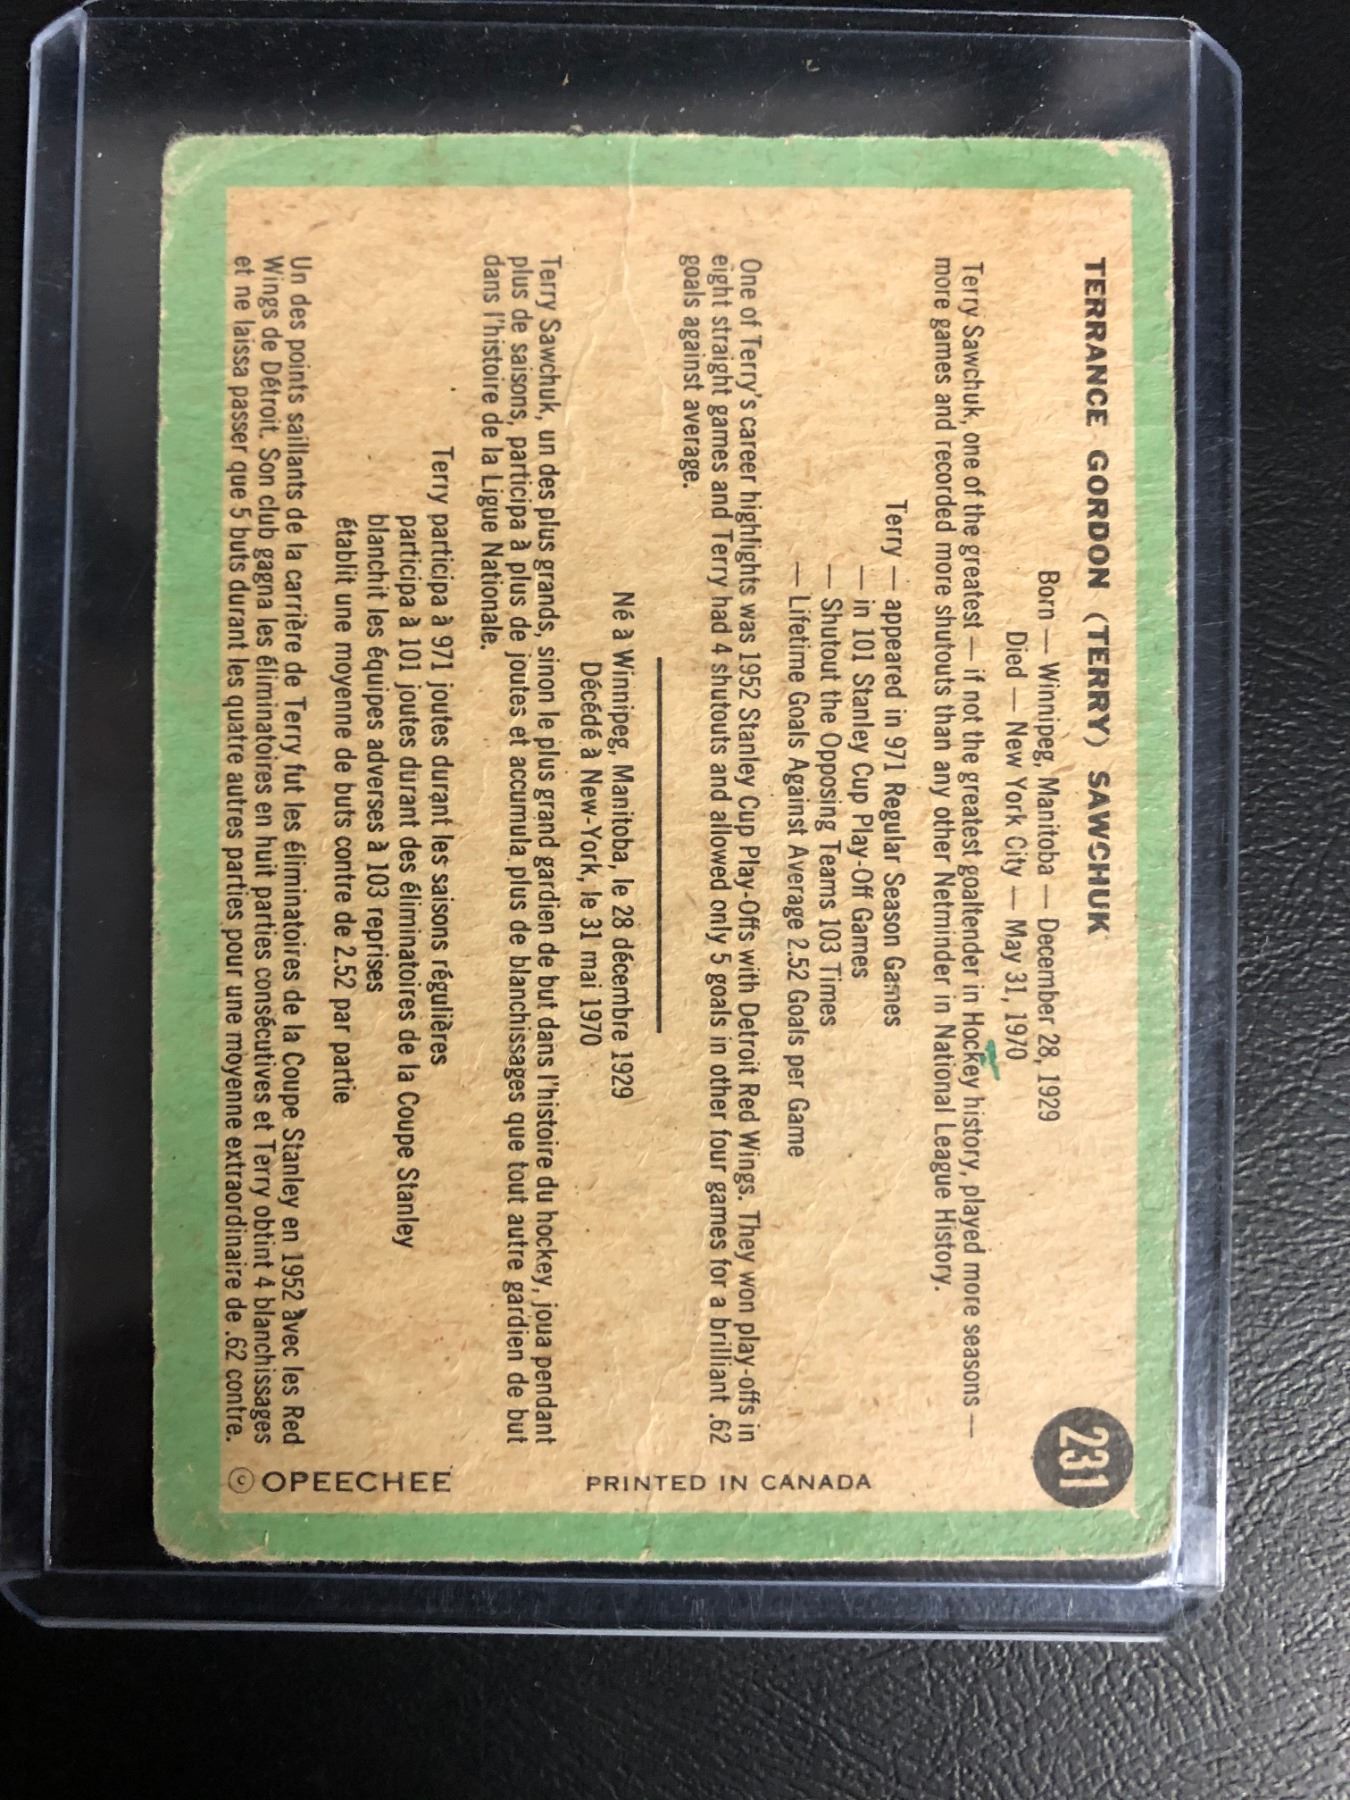 231
TERRANCE GORDON (TERRY) SAWCHUK
Born — Winnipeg, Manitoba — December 28, 1929
Died — New York City — May 31, 1970
Terry Sawchuk, one of the greatest — if not the greatest goaltender in Hockey history, played more seasons —
more games and recorded more shutouts than any other Netminder in National League History.
Terry — appeared in 971 Regular Season Games
— in 101 Stanley Cup Play-Off Games
— Shutout the Opposing Teams 103 Times
— Lifetime Goals Against Average 2.52 Goals per Game
One of Terry's career highlights was 1952 Stanley Cup Play-Offs with Detroit Red Wings. They won play-offs in
eight straight games and Terry had 4 shutouts and allowed only 5 goals in other four games for a brilliant .62
goals against average.
Né à Winnipeg, Manitoba, le 28 décembre 1929
Décédé à New-York, le 31 mai 1970
Terry Sawchuk, un des plus grands, sinon le plus grand gardien de but dans l'histoire du hockey, joua pendant
plus de saisons, participa à plus de joutes et accumula plus de blanchissages que tout autre gardien de but
dans l'histoire de la Ligue Nationale.
Terry participa à 971 joutes durant les saisons régulières
participa à 101 joutes durant des éliminatoires de la Coupe Stanley
blanchit les équipes adverses à 103 reprises
établit une moyenne de buts contre de 2.52 par partie
Un des points saillants de la carrière de Terry fut les éliminatoires de la Coupe Stanley en 1952 avec les Red
Wings de Détroit. Son club gagna les éliminatoires en huit parties consécutives et Terry obtint 4 blanchissages
et ne laissa passer que 5 buts durant les quatre autres parties pour une moyenne extraordinaire de .62 contre.
PRINTED IN CANADA
© OPEECHEE